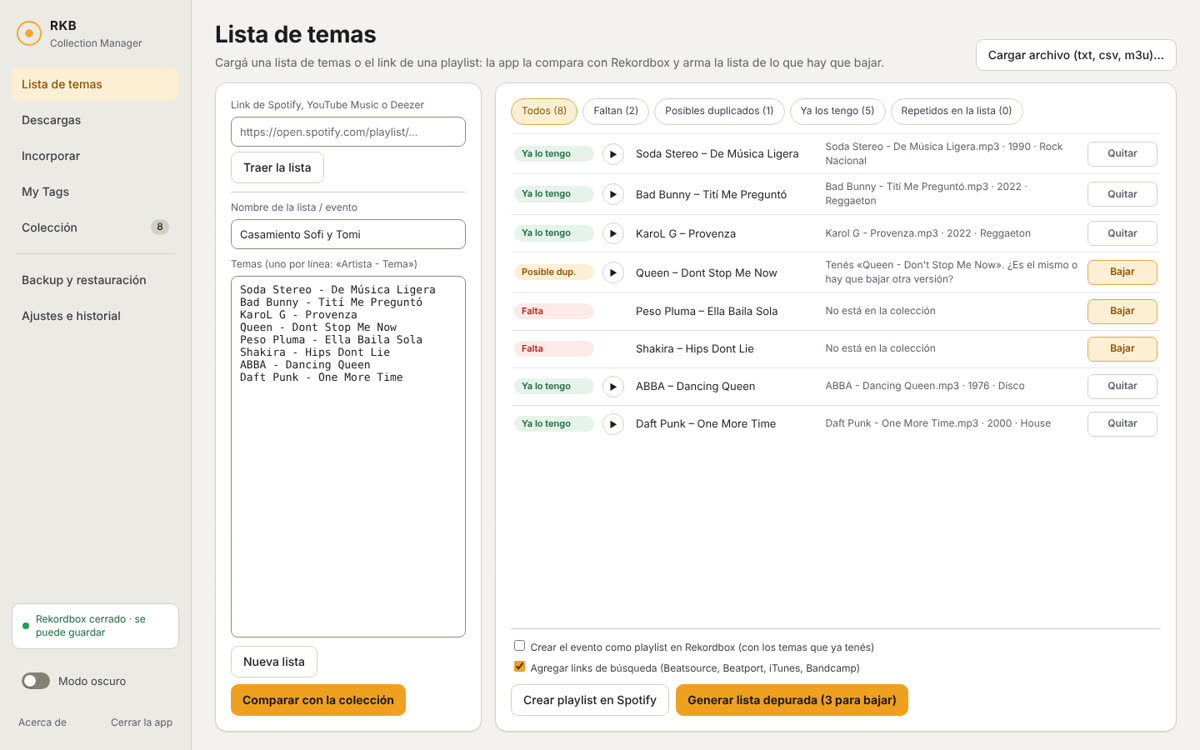 RKB
Collection Manager
Lista de temas
Descargas
Incorporar
My Tags
Colección 8
Backup y restauración
Ajustes e historial
Rekordbox cerrado · se
puede guardar
Modo oscuro
Acerca de
Cerrar la app
Lista de temas
Cargá una lista de temas o el link de una playlist: la app la compara con Rekordbox y arma la lista de lo que hay que bajar.
Cargar archivo (txt, csv, m3u)...
Link de Spotify, YouTube Music o Deezer
https://open.spotify.com/playlist/...
Traer la lista
Nombre de la lista / evento
Casamiento Sofi y Tomi
Temas (uno por línea: «Artista - Tema»)
Soda Stereo - De Música Ligera
Bad Bunny - Tití Me Preguntó
KaroL G - Provenza
Queen - Dont Stop Me Now
Peso Pluma - Ella Baila Sola
Shakira - Hips Dont Lie
ABBA - Dancing Queen
Daft Punk - One More Time
Nueva lista
Comparar con la colección
Todos (8)
Faltan (2)
Posibles duplicados (1)
Ya los tengo (5)
Repetidos en la lista (0)
Ya lo tengo
Soda Stereo – De Música Ligera
Soda Stereo - De Música Ligera.mp3 · 1990 · Rock
Nacional
Quitar
Ya lo tengo
Bad Bunny – Tití Me Preguntó
Bad Bunny - Tití Me Preguntó.mp3 · 2022 ·
Reggaeton
Quitar
Ya lo tengo
KaroL G – Provenza
Karol G - Provenza.mp3 · 2022 · Reggaeton
Quitar
Posible dup.
Queen – Dont Stop Me Now
Tenés «Queen - Don't Stop Me Now». ¿Es el mismo o
hay que bajar otra versión?
Bajar
Falta
Peso Pluma – Ella Baila Sola
No está en la colección
Bajar
Falta
Shakira – Hips Dont Lie
No está en la colección
Bajar
Ya lo tengo
ABBA – Dancing Queen
ABBA - Dancing Queen.mp3 · 1976 · Disco
Quitar
Ya lo tengo
Daft Punk – One More Time
Daft Punk - One More Time.mp3 · 2000 · House
Quitar
Crear el evento como playlist en Rekordbox (con los temas que ya tenés)
Agregar links de búsqueda (Beatsource, Beatport, iTunes, Bandcamp)
Crear playlist en Spotify
Generar lista depurada (3 para bajar)